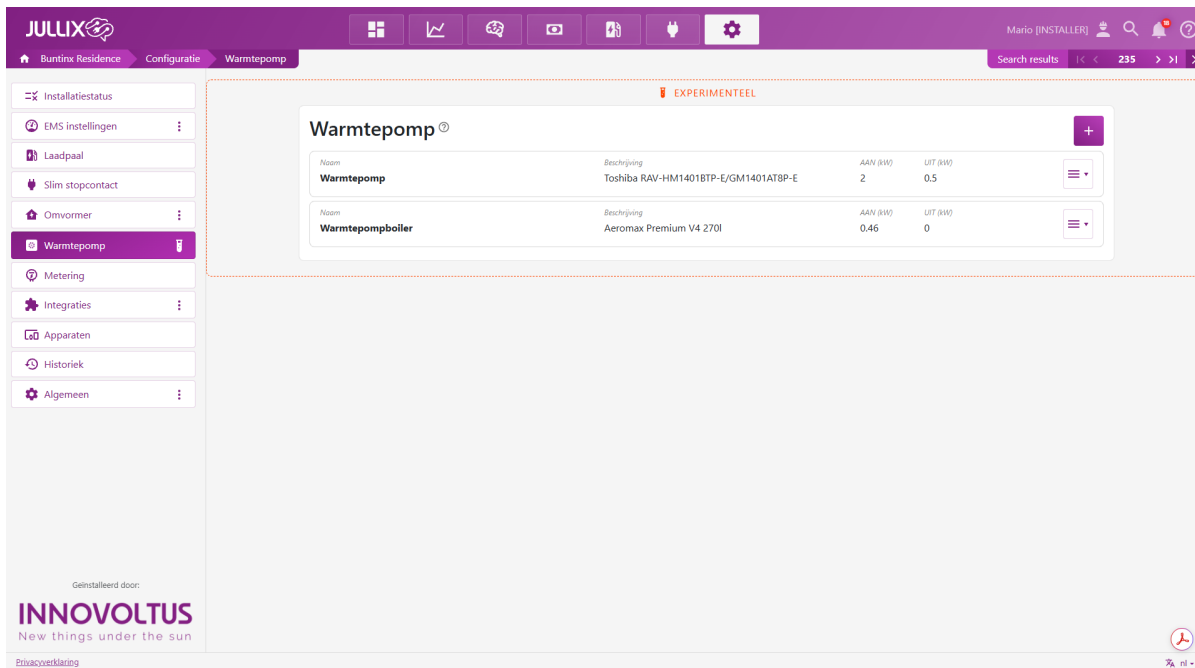 JULLIX
Mario [INSTALLER]
18
Buntinx Residence
Configuratie
Warmtepomp
Search results
235
Installatiestatus
EMS instellingen
Laadpaal
Slim stopcontact
Omvormer
Warmtepomp
Metering
Integraties
Apparaten
Historiek
Algemeen
EXPERIMENTEEL
Warmtepomp
+
Naam Beschrijving AAN (kW) UIT (kW)
Warmtepomp Toshiba RAV-HM1401BTP-E/GM1401AT8P-E 2 0.5
Naam Beschrijving AAN (kW) UIT (kW)
Warmtepompboiler Aeromax Premium V4 270l 0.46 0
Geïnstalleerd door:
INNOVOLTUS
New things under the sun
Privacyverklaring
nl